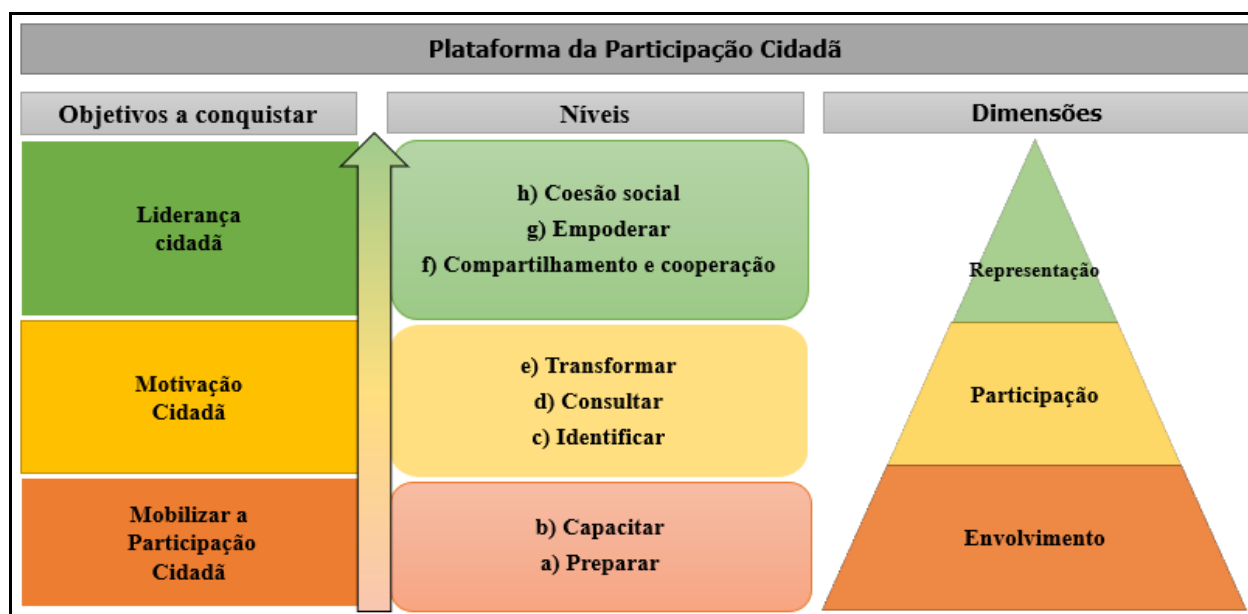 Plataforma da Participação Cidadã
Objetivos a conquistar
Níveis
Dimensões
Liderança
cidadã
h) Coesão social
g) Empoderar
f) Compartilhamento e cooperação
Representação
Motivação
Cidadã
e) Transformar
d) Consultar
c) Identificar
Participação
Mobilizar a
Participação
Cidadã
b) Capacitar
a) Preparar
Envolvimento